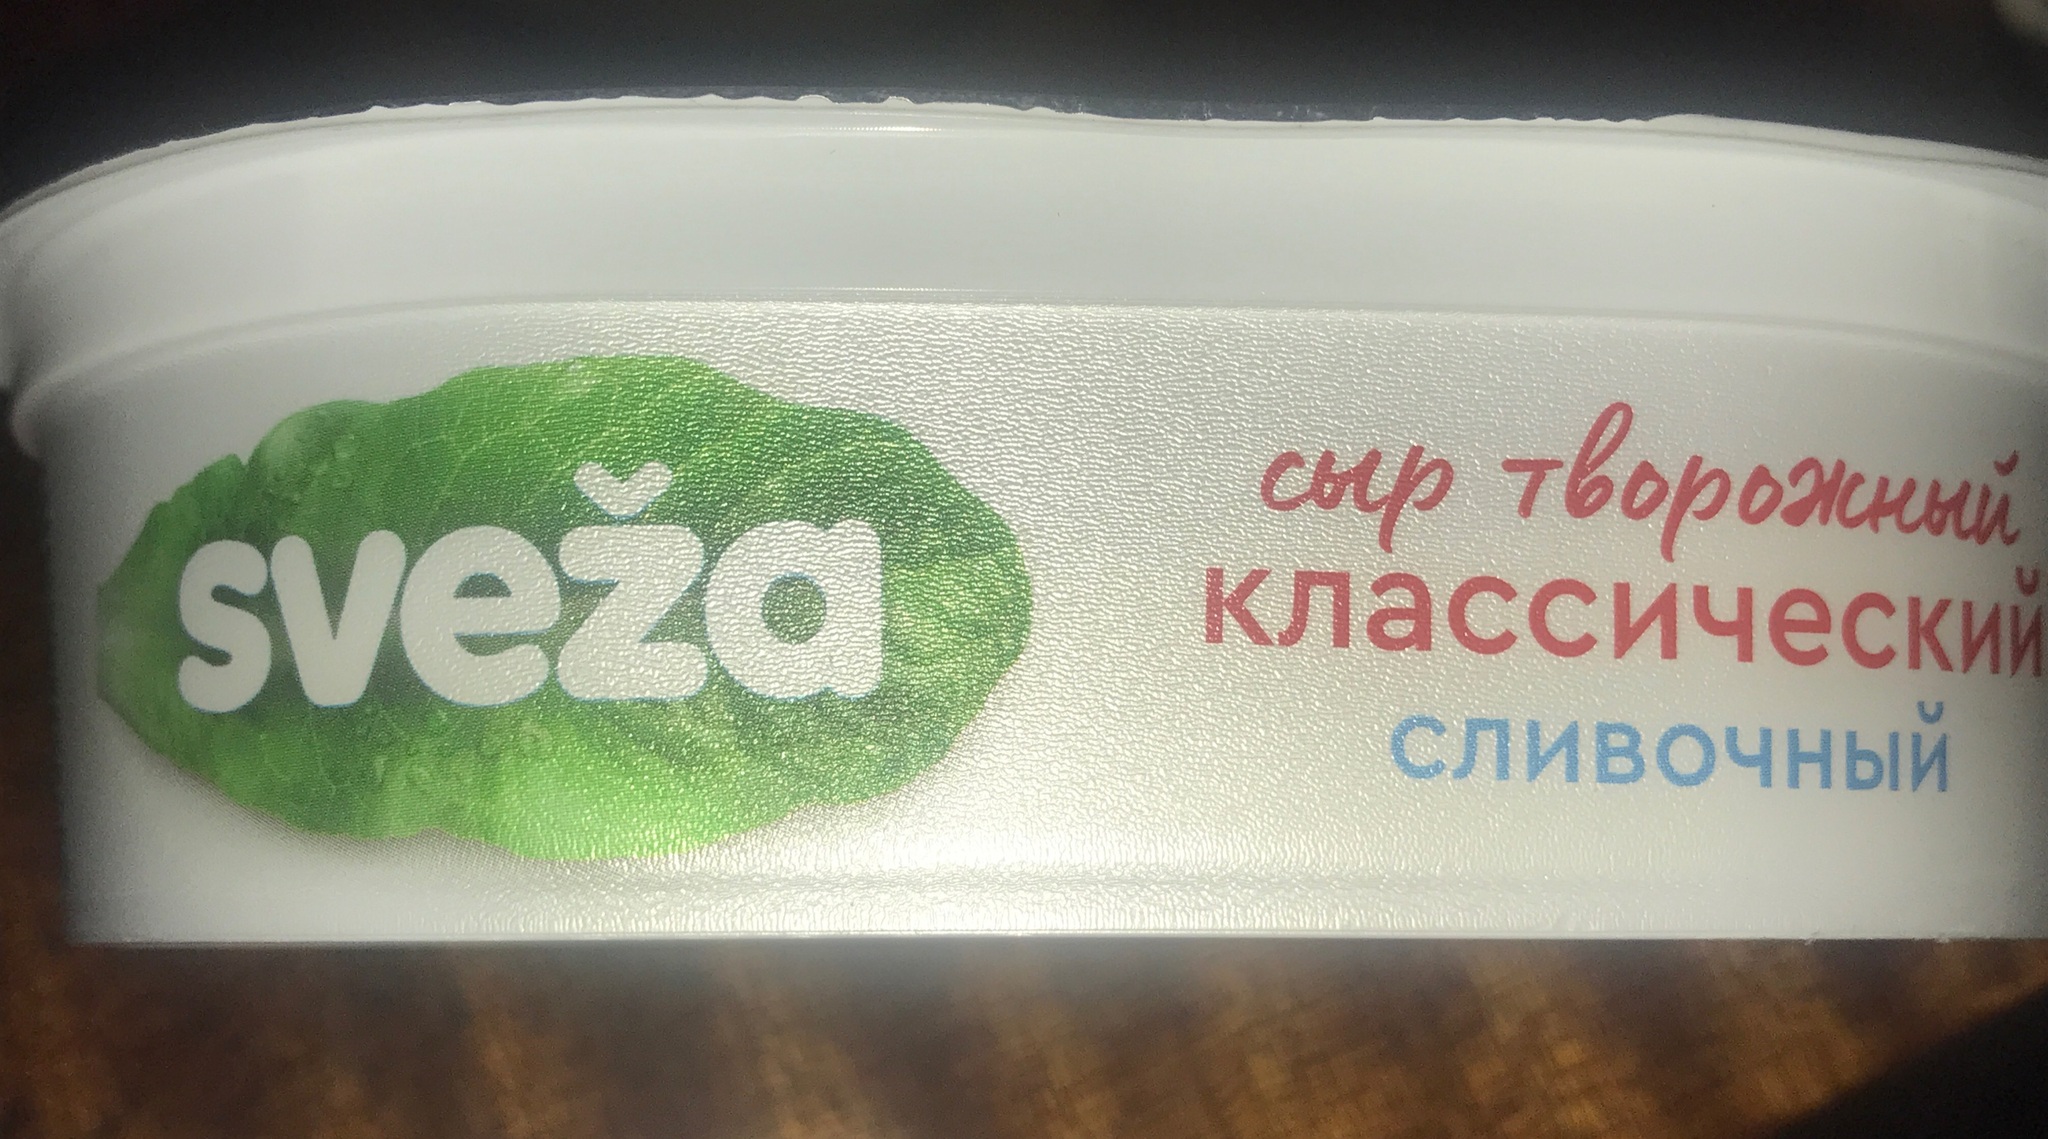 sveža
сыр творожный
классический
сливочный